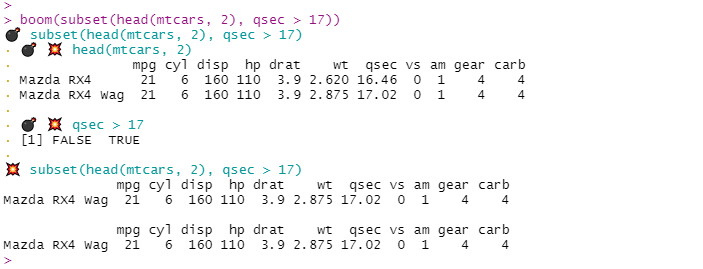 >
> boom(subset(head(mtcars, 2), qsec > 17))
💣 subset(head(mtcars, 2), qsec > 17)
· 💣 💥 head(mtcars, 2)
·               mpg cyl disp  hp drat    wt  qsec vs am gear carb
· Mazda RX4      21   6  160 110  3.9 2.620 16.46  0  1    4    4
· Mazda RX4 Wag  21   6  160 110  3.9 2.875 17.02  0  1    4    4
·
· 💣 💥 qsec > 17
· [1] FALSE  TRUE
·
💥 subset(head(mtcars, 2), qsec > 17)
              mpg cyl disp  hp drat    wt  qsec vs am gear carb
Mazda RX4 Wag  21   6  160 110  3.9 2.875 17.02  0  1    4    4

              mpg cyl disp  hp drat    wt  qsec vs am gear carb
Mazda RX4 Wag  21   6  160 110  3.9 2.875 17.02  0  1    4    4
>